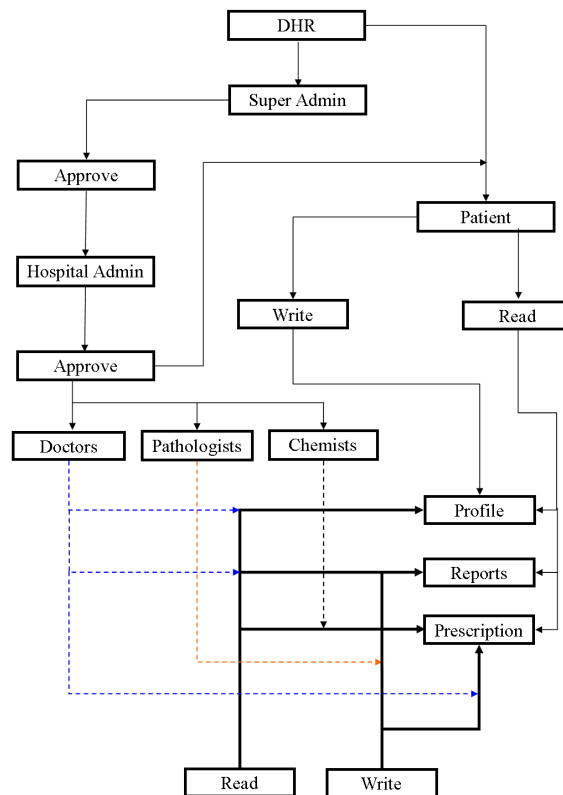 DHR
Super Admin
Approve
Patient
Hospital Admin
Write
Read
Approve
Doctors
Pathologists
Chemists
Profile
Reports
Prescription
Read
Write